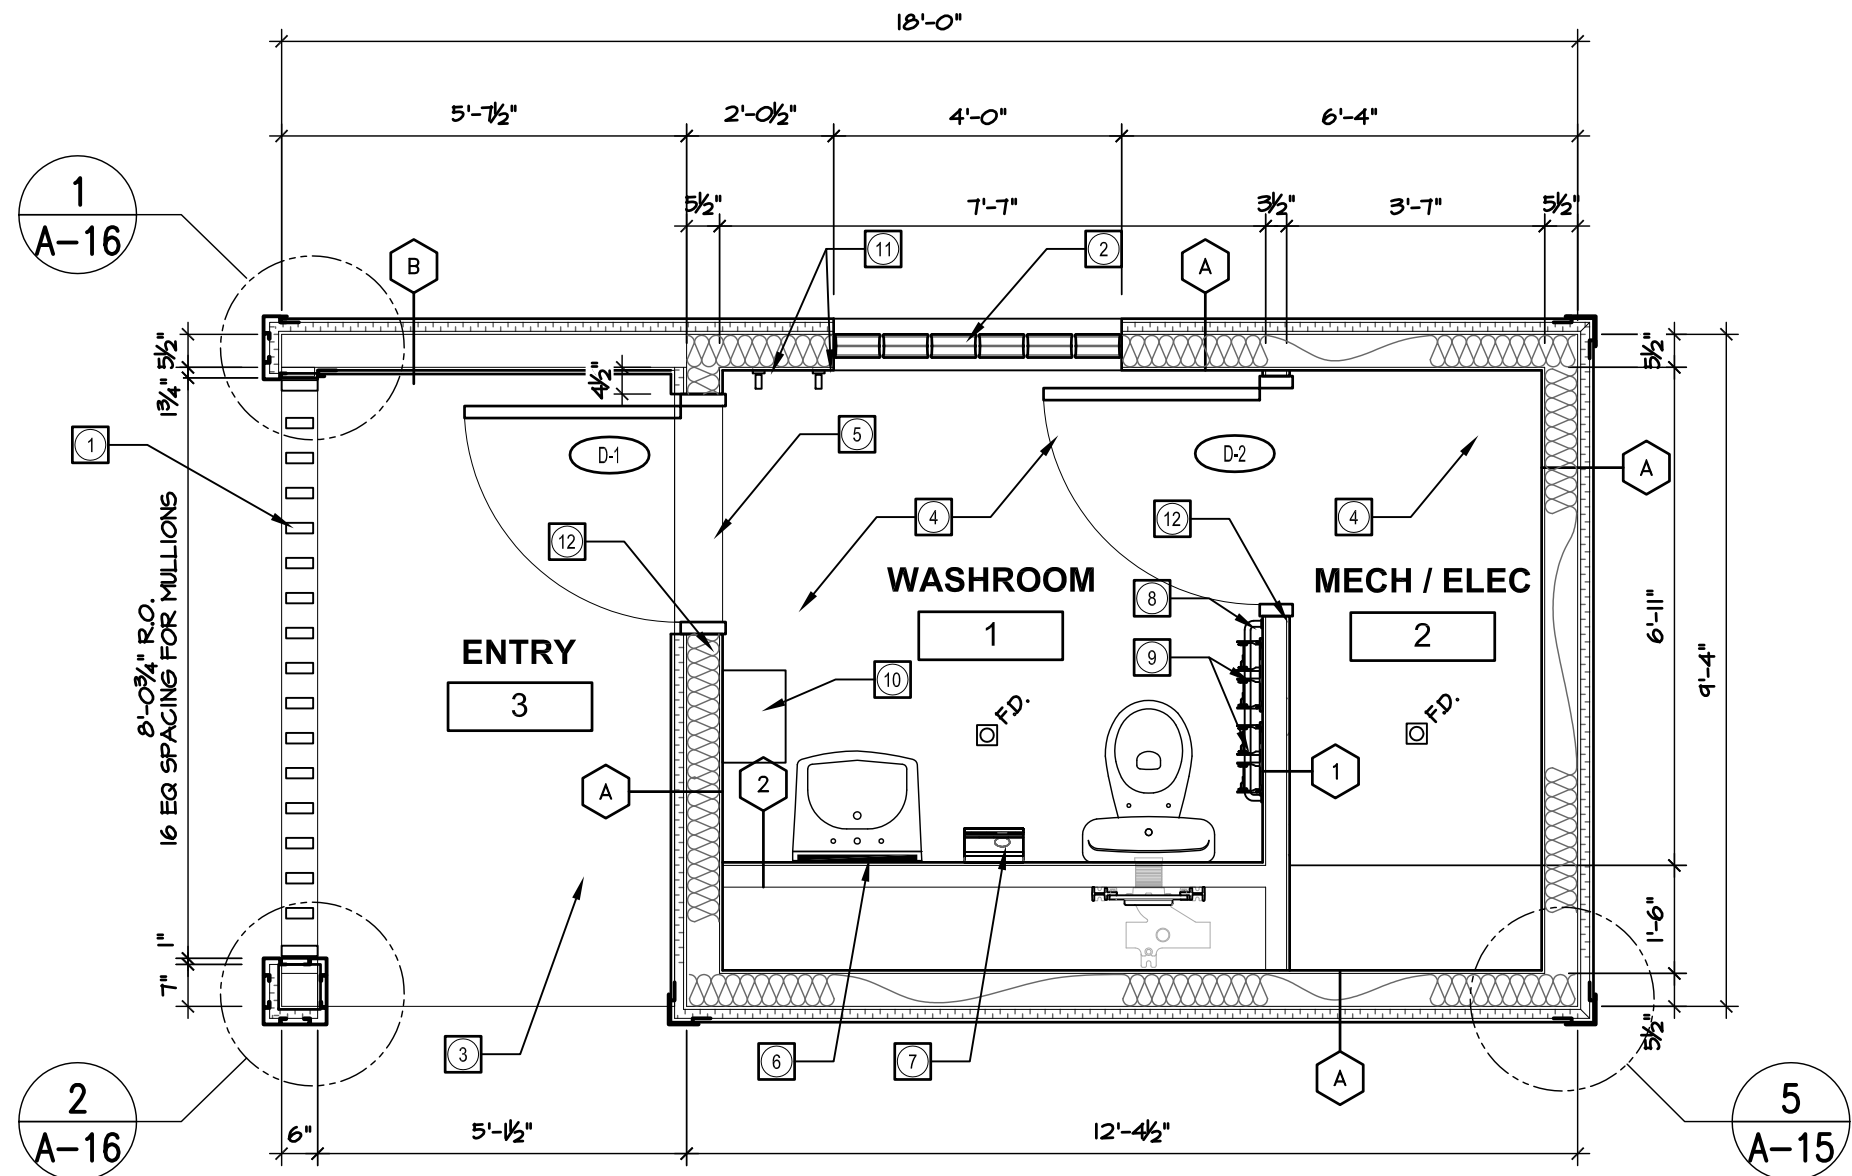 18'-0"
5'-7½"
2'-0½"
4'-0"
6'-4"
5½"
7'-7"
3½"
3'-7"
5½"
1
A-16
B
11
2
A
5½"
1¾"
4½"
5½"
1
D-1
5
D-2
A
12
4
12
4
8'-0¾" R.O.
16 EQ SPACING FOR MULLIONS
WASHROOM
1
MECH / ELEC
2
8
9
6'-11"
9'-4"
ENTRY
3
10
F.D.
F.D.
A
2
1
1"
7"
1'-6"
5½"
3
6
7
A
2
A-16
6"
5'-1½"
12'-4½"
5
A-15